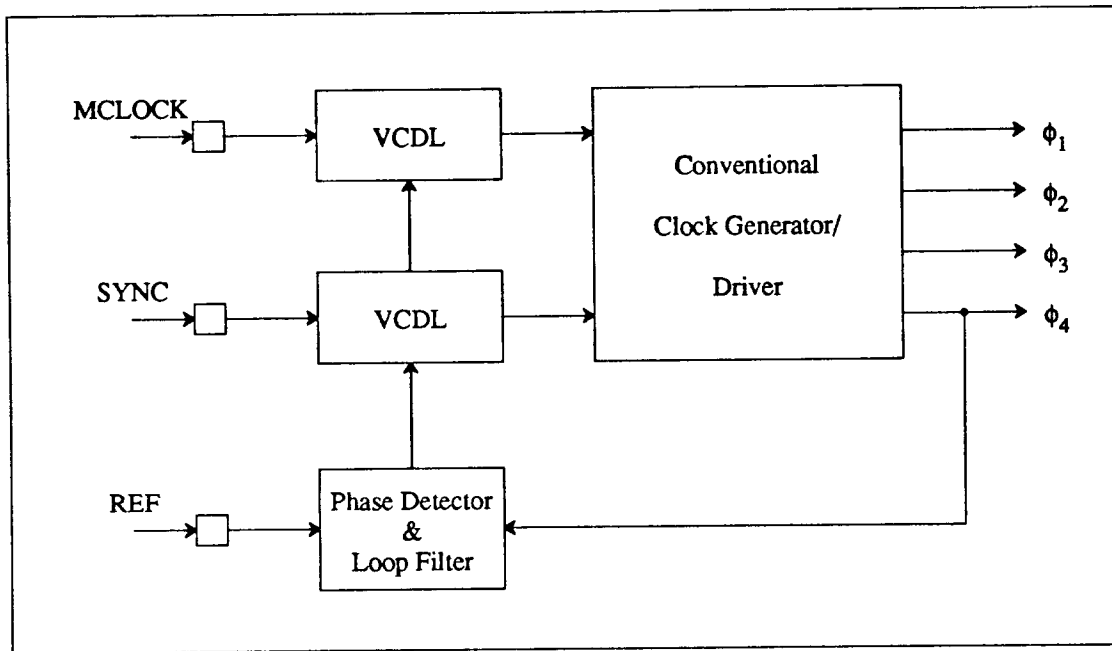 MCLOCK
VCDL
Conventional
Clock Generator/
Driver
ϕ1
ϕ2
ϕ3
ϕ4
SYNC
VCDL
REF
Phase Detector
&
Loop Filter